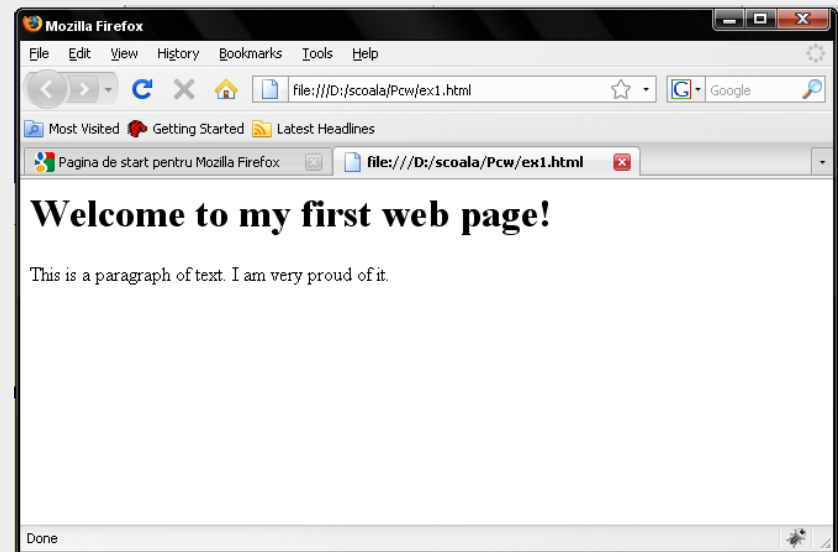 Mozilla Firefox
File Edit View History Bookmarks Tools Help
file:///D:/scoala/Pcw/ex1.html G Google
Most Visited Getting Started Latest Headlines
Pagina de start pentru Mozilla Firefox file:///D:/scoala/Pcw/ex1.html
Welcome to my first web page!
This is a paragraph of text. I am very proud of it.
Done